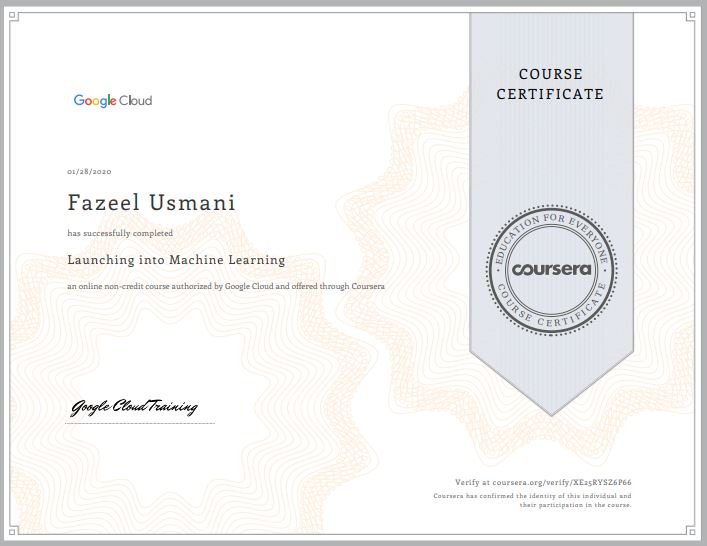 COURSE
CERTIFICATE
Google Cloud
01/28/2020
Fazeel Usmani
has successfully completed
Launching into Machine Learning
an online non-credit course authorized by Google Cloud and offered through Coursera
EDUCATION FOR EVERYONE
coursera
COURSE CERTIFICATE
Google Cloud Training
Verify at coursera.org/verify/XE25RYSZ6P66
Coursera has confirmed the identity of this individual and
their participation in the course.